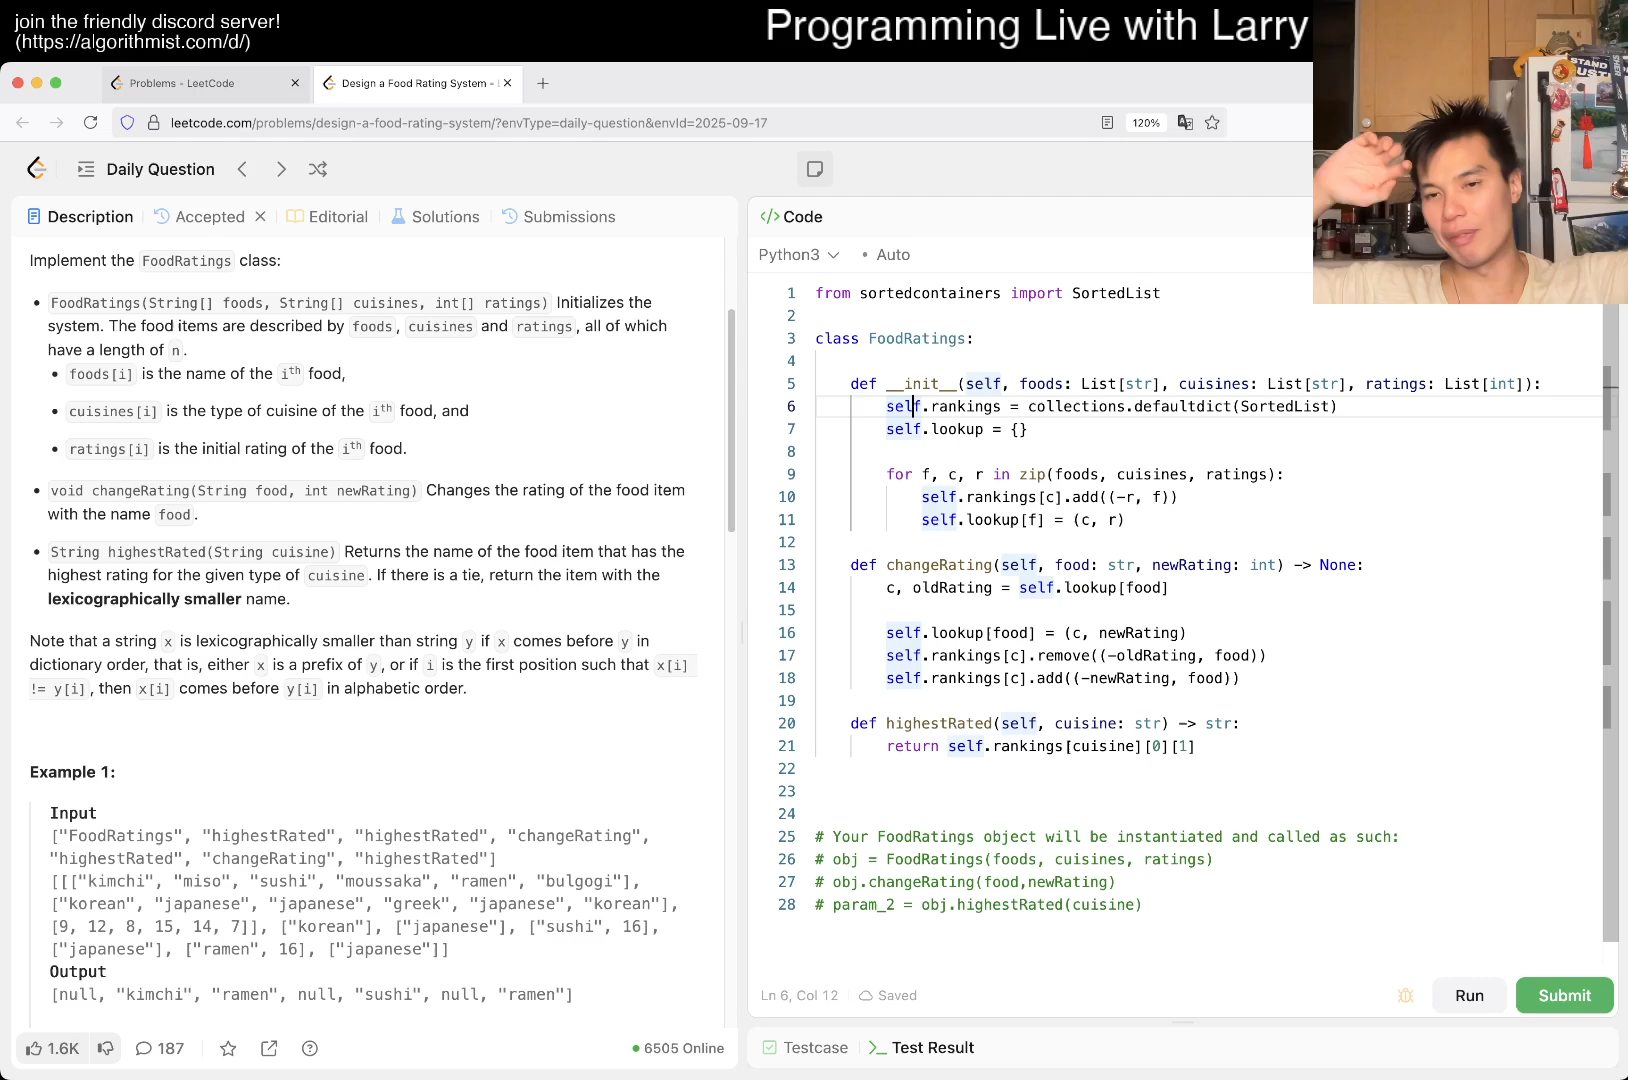 join the friendly discord server!
(https://algorithmist.com/d/)
Programming Live with Larry
Problems - LeetCode
Design a Food Rating System - l
leetcode.com/problems/design-a-food-rating-system/?envType=daily-question&envId=2025-09-17
120%
Daily Question
Description
Accepted
Editorial
Solutions
Submissions
Implement the FoodRatings class:
• FoodRatings(String[] foods, String[] cuisines, int[] ratings) Initializes the
system. The food items are described by foods, cuisines and ratings, all of which
have a length of n.
• foods[i] is the name of the ith food,
• cuisines[i] is the type of cuisine of the ith food, and
• ratings[i] is the initial rating of the ith food.
• void changeRating(String food, int newRating) Changes the rating of the food item
with the name food.
• String highestRated(String cuisine) Returns the name of the food item that has the
highest rating for the given type of cuisine. If there is a tie, return the item with the
lexicographically smaller name.
Note that a string x is lexicographically smaller than string y if x comes before y in
dictionary order, that is, either x is a prefix of y, or if i is the first position such that x[i]
!= y[i], then x[i] comes before y[i] in alphabetic order.
Example 1:
Input
["FoodRatings", "highestRated", "highestRated", "changeRating",
"highestRated", "changeRating", "highestRated"]
[[["kimchi", "miso", "sushi", "moussaka", "ramen", "bulgogi"],
["korean", "japanese", "japanese", "greek", "japanese", "korean"],
[9, 12, 8, 15, 14, 7]], ["korean"], ["japanese"], ["sushi", 16],
["japanese"], ["ramen", 16], ["japanese"]]
Output
[null, "kimchi", "ramen", null, "sushi", null, "ramen"]
1.6K
187
6505 Online
</> Code
Python3
• Auto
1 from sortedcontainers import SortedList
2
3 class FoodRatings:
4
5 def __init__(self, foods: List[str], cuisines: List[str], ratings: List[int]):
6 self.rankings = collections.defaultdict(SortedList)
7 self.lookup = {}
8
9 for f, c, r in zip(foods, cuisines, ratings):
10 self.rankings[c].add((-r, f))
11 self.lookup[f] = (c, r)
12
13 def changeRating(self, food: str, newRating: int) -> None:
14 c, oldRating = self.lookup[food]
15
16 self.lookup[food] = (c, newRating)
17 self.rankings[c].remove((-oldRating, food))
18 self.rankings[c].add((-newRating, food))
19
20 def highestRated(self, cuisine: str) -> str:
21 return self.rankings[cuisine][0][1]
22
23
24
25 # Your FoodRatings object will be instantiated and called as such:
26 # obj = FoodRatings(foods, cuisines, ratings)
27 # obj.changeRating(food,newRating)
28 # param_2 = obj.highestRated(cuisine)
Ln 6, Col 12
Saved
Run
Submit
Testcase
Test Result